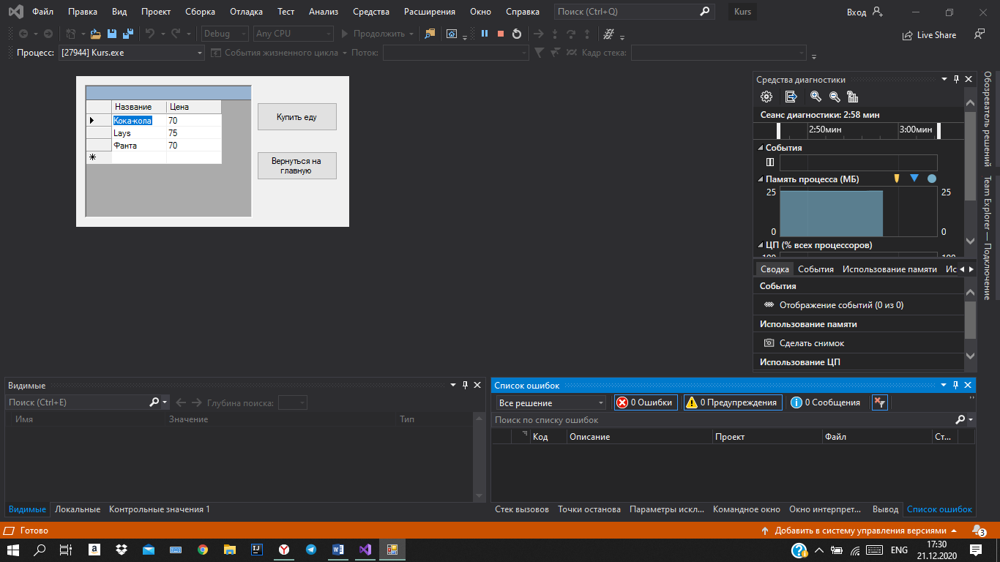 Файл Правка Вид Проект Сборка Отладка Тест Анализ Средства Расширения Окно Справка Поиск (Ctrl+Q) Kurs Вход
Debug Any CPU Продолжить Live Share
Процесс: [27944] Kurs.exe События жизненного цикла Поток: Кадр стека:
Название Цена
Кока-кола 70
Lays 75
Фанта 70
Купить еду
Вернуться на
главную
Средства диагностики
Сеанс диагностики: 2:58 мин
2:50мин 3:00мин
События
Память процесса (МБ)
25 25
0 0
ЦП (% всех процессоров)
100 100
Сводка События Использование памяти Ис
События
Отображение событий (0 из 0)
Использование памяти
Сделать снимок
Использование ЦП
Обозреватель решений
Team Explorer — Подключение
Видимые
Поиск (Ctrl+E) Глубина поиска:
Имя Значение Тип
Видимые Локальные Контрольные значения 1
Список ошибок
Все решение 0 Ошибки 0 Предупреждения 0 Сообщения
Поиск по списку ошибок
Код Описание Проект Файл Ст...
Стек вызовов Точки останова Параметры искл... Командное окно Окно интерпрет... Вывод Список ошибок
Готово Добавить в систему управления версиями 3
ENG 17:30
21.12.2020